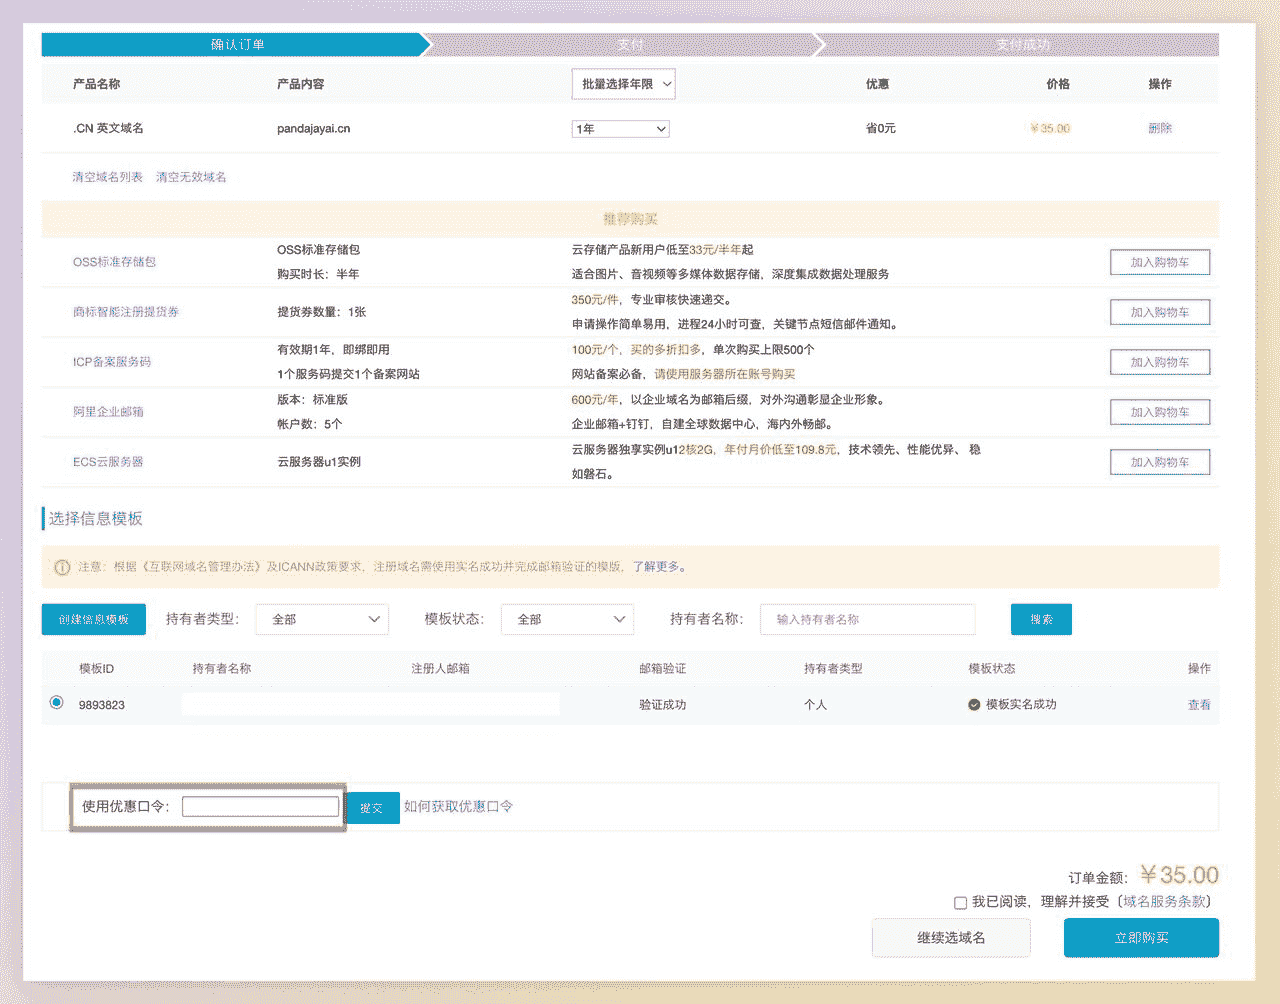 确认订单 支付 支付成功
产品名称 产品内容 批量选择年限 优惠 价格 操作
.CN 英文域名 pandajayai.cn 1年 省0元 ￥35.00 删除
清空域名列表 清空无效域名
推荐购买
OSS标准存储包 OSS标准存储包 云存储产品新用户低至33元/半年起 加入购物车
购买时长：半年 适合图片、音视频等多媒体数据存储，深度集成数据处理服务
商标智能注册提货券 提货券数量：1张 350元/件，专业审核快速递交。 加入购物车
申请操作简单易用，进程24小时可查，关键节点短信邮件通知。
ICP备案服务码 有效期1年，即绑即用 100元/个，买的多折扣多，单次购买上限500个 加入购物车
1个服务码提交1个备案网站 网站备案必备，请使用服务器所在账号购买
阿里企业邮箱 版本：标准版 600元/年，以企业域名为邮箱后缀，对外沟通彰显企业形象。 加入购物车
帐户数：5个 企业邮箱+钉钉，自建全球数据中心，海内外畅邮。
ECS云服务器 云服务器u1实例 云服务器独享实例u12核2G，年付月价低至109.8元，技术领先、性能优异、稳 加入购物车
如磐石。
选择信息模板
注意：根据《互联网域名管理办法》及ICANN政策要求，注册域名需使用实名成功并完成邮箱验证的模版，了解更多。
创建信息模板 持有者类型： 全部 模板状态： 全部 持有者名称： 输入持有者名称 搜索
模板ID 持有者名称 注册人邮箱 邮箱验证 持有者类型 模板状态 操作
9893823 验证成功 个人 模板实名成功 查看
使用优惠口令： 提交 如何获取优惠口令
订单金额：￥35.00
我已阅读，理解并接受〔域名服务条款〕
继续选域名 立即购买